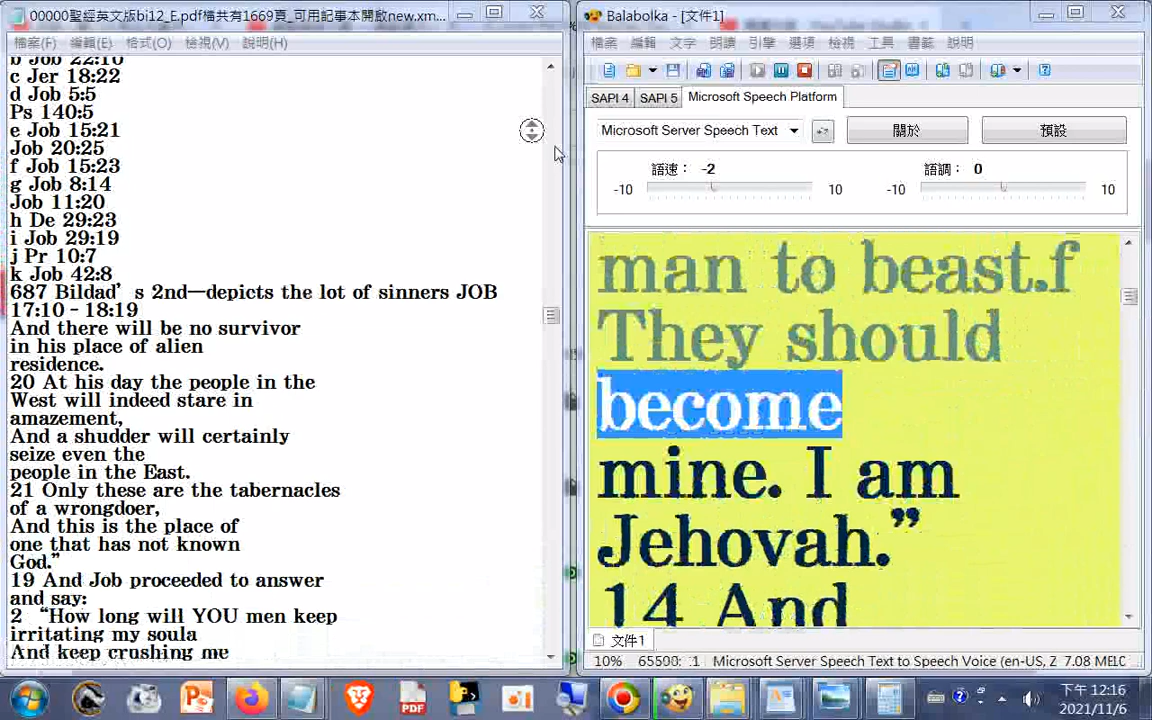 00000聖經英文版bi12_E.pdf檔共有1669頁_可用記事本開啟new.xm...
檔案(F) 編輯(E) 格式(O) 檢視(V) 說明(H)
b Job 22:10
c Jer 18:22
d Job 5:5
Ps 140:5
e Job 15:21
Job 20:25
f Job 15:23
g Job 8:14
Job 11:20
h De 29:23
i Job 29:19
j Pr 10:7
k Job 42:8
687 Bildad’s 2nd—depicts the lot of sinners JOB
17:10-18:19
And there will be no survivor
in his place of alien
residence.
20 At his day the people in the
West will indeed stare in
amazement,
And a shudder will certainly
seize even the
people in the East.
21 Only these are the tabernacles
of a wrongdoer,
And this is the place of
one that has not known
God.”
19 And Job proceeded to answer
and say:
2 “How long will YOU men keep
irritating my soula
And keep crushing me
Balabolka - [文件1]
檔案 編輯 文字 朗讀 引擎 選項 檢視 工具 書籤 說明
SAPI 4 SAPI 5 Microsoft Speech Platform
Microsoft Server Speech Text 關於 預設
語速： -2 語調： 0
-10 10 -10 10
man to beast.f
They should
become
mine. I am
Jehovah.”
14 And
文件1
10% 65500: :1 Microsoft Server Speech Text to Speech Voice (en-US, Z 7.08 MELC
PDF
下午 12:16
2021/11/6